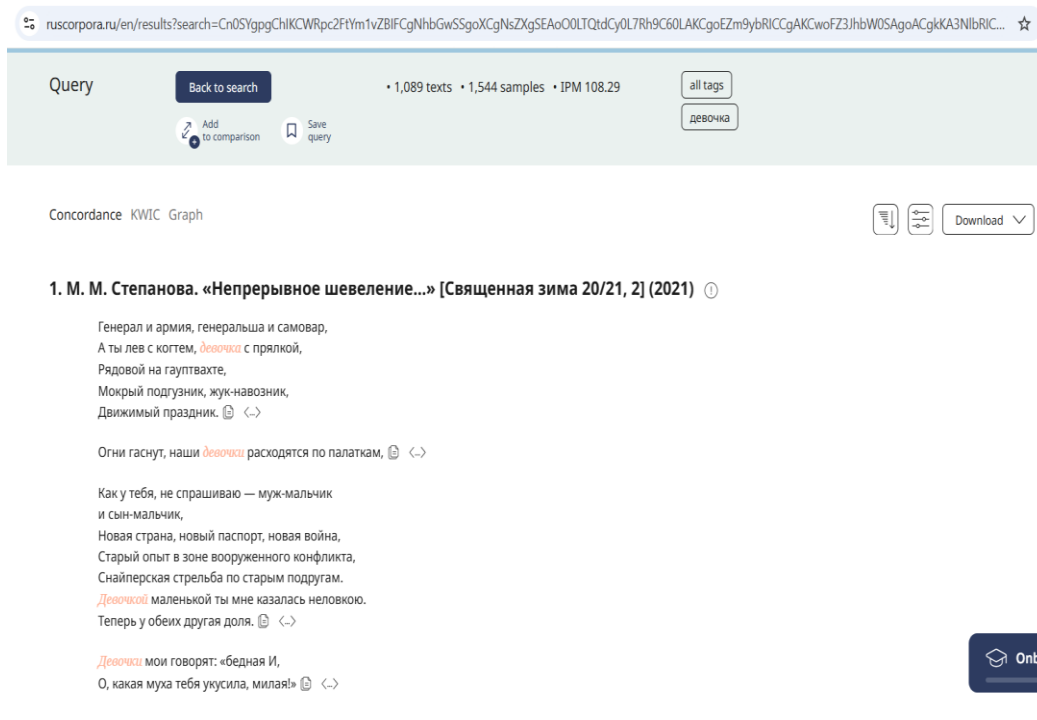 ruscorpora.ru/en/results?search=Cn0SYgpgChIKCWRpc2FtYm1vZBIFCgNhbGwSSgoXCgNsZXgSEAoO0LTQtdCy0L7Rh9C60LAKCgoEZm9ybRICCgAKCwoFZ3JhbW0SAgoACgkKA3NlbRIC...
Query
Back to search
• 1,089 texts • 1,544 samples • IPM 108.29
all tags
девочка
Add
to comparison
Save
query
Concordance KWIC Graph
Download
1. М. М. Степанова. «Непрерывное шевеление...» [Священная зима 20/21, 2] (2021)
Генерал и армия, генеральша и самовар,
А ты лев с когтем, девочка с прялкой,
Рядовой на гауптвахте,
Мокрый подгузник, жук-навозник,
Движимый праздник. <...>
Огни гаснут, наши девочки расходятся по палаткам, <...>
Как у тебя, не спрашиваю — муж-мальчик
и сын-мальчик,
Новая страна, новый паспорт, новая война,
Старый опыт в зоне вооруженного конфликта,
Снайперская стрельба по старым подругам.
Девочкой маленькой ты мне казалась неловкою.
Теперь у обеих другая доля. <...>
Девочки мои говорят: «бедная И,
О, какая муха тебя укусила, милая!» <...>